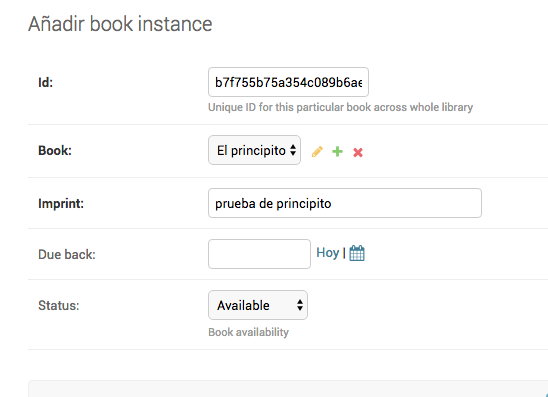 Añadir book instance
Id:
b7f755b75a354c089b6ae
Unique ID for this particular book across whole library
Book:
El principito
Imprint:
prueba de principito
Due back:
Hoy |
Status:
Available
Book availability